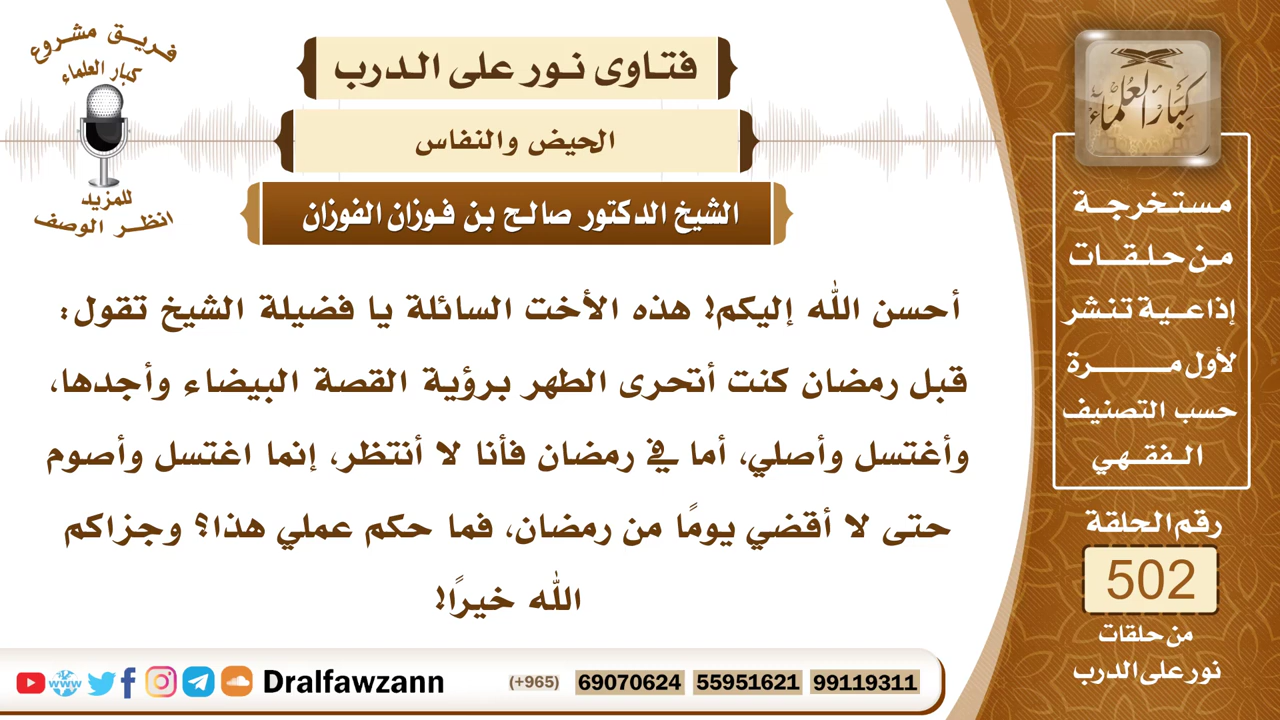 فريق مشروع
كبار العلماء
للمزيد
انظر الوصف
فتاوى نور على الدرب
الحيض والنفاس
الشيخ الدكتور صالح بن فوزان الفوزان
أحسن الله إليكم! هذه الأخت السائلة يا فضيلة الشيخ تقول:
قبل رمضان كنت أتحرى الطهر برؤية القصة البيضاء وأجدها،
وأغتسل وأصلي، أما في رمضان فأنا لا أنتظر، إنما اغتسل وأصوم
حتى لا أقضي يومًا من رمضان، فما حكم عملي هذا؟ وجزاكم
الله خيرًا!
كبار العلماء
مستخرجة
من حلقات
إذاعية تنشر
لأول مرة
حسب التصنيف
الفقهي
رقم الحلقة
502
من حلقات
نور على الدرب
www Dralfawzann (+965) 69070624 55951621 99119311